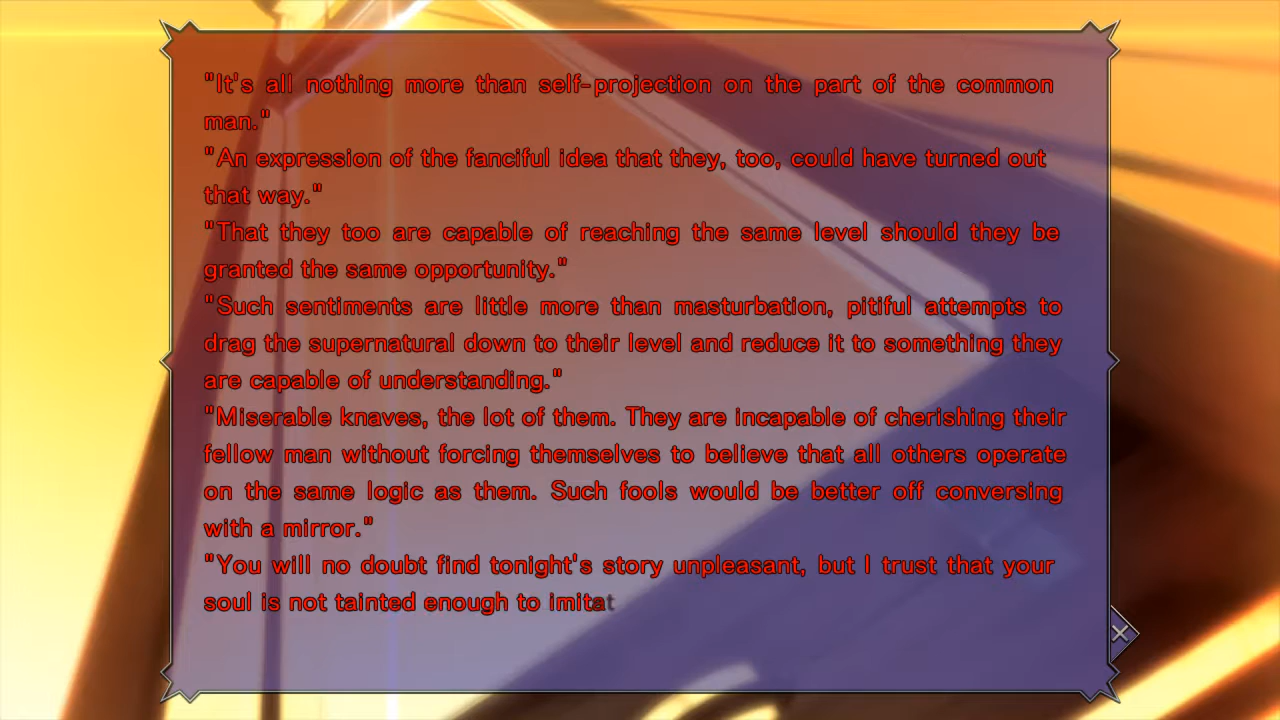 "It's all nothing more than self-projection on the part of the common
man."
"An expression of the fanciful idea that they, too, could have turned out
that way."
"That they too are capable of reaching the same level should they be
granted the same opportunity."
"Such sentiments are little more than masturbation, pitiful attempts to
drag the supernatural down to their level and reduce it to something they
are capable of understanding."
"Miserable knaves, the lot of them. They are incapable of cherishing their
fellow man without forcing themselves to believe that all others operate
on the same logic as them. Such fools would be better off conversing
with a mirror."
"You will no doubt find tonight's story unpleasant, but I trust that your
soul is not tainted enough to imitat